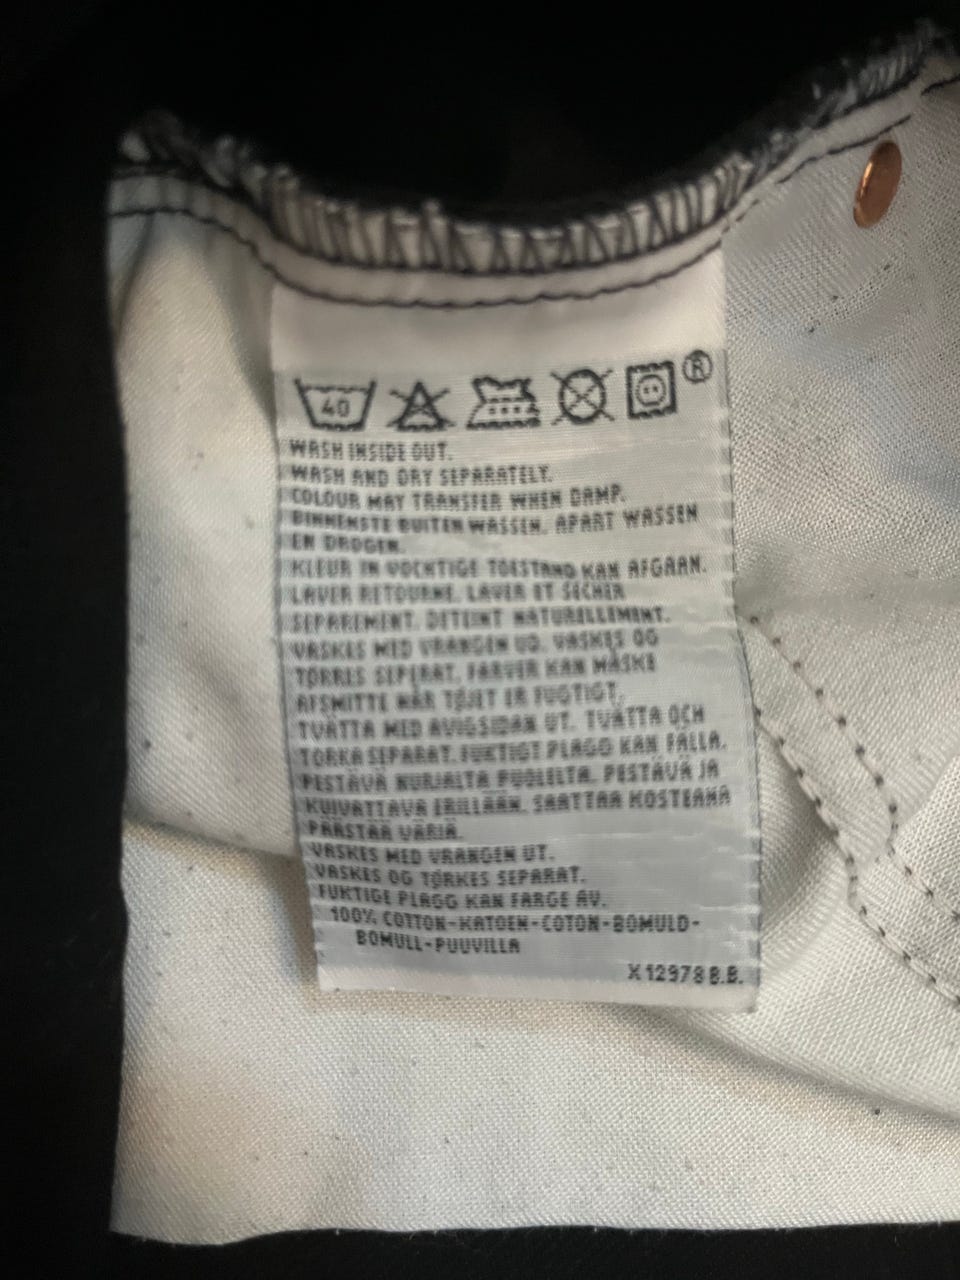 40 ®
WASH INSIDE OUT.
WASH AND DRY SEPARATELY.
COLOUR MAY TRANSFER WHEN DAMP.
BINNENSTE BUITEN WASSEN. APART WASSEN
EN DROGEN.
KLEUR IN VOCHTIGE TOESTAND KAN AFGAAN.
LAVER RETOURNE. LAVER ET SECHER
SEPAREMENT. DETEINT NATURELLEMENT.
VASKES MED VRANGEN UD. VASKES OG
TØRRES SEPERAT. FARVER KAN MÅSKE
AFSMITTE NÅR TØJET ER FUGTIGT.
TVÄTTA MED AVIGSIDAN UT. TVÄTTA OCH
TORKA SEPARAT. FUKTIGT PLAGG KAN FÄLLA.
PESTÄVÄ NURJALTA PUOLELTA. PESTÄVÄ JA
KUIVATTAVA ERILLÄÄN. SAATTAA KOSTEANA
PÄÄSTÄÄ VÄRIÄ.
VASKES MED VRANGEN UT.
VASKES OG TØRKES SEPARAT.
FUKTIGE PLAGG KAN FARGE AV.
100% COTTON-KATOEN-COTON-BOMULD-
BOMULL-PUUVILLA
X12978 B.B.